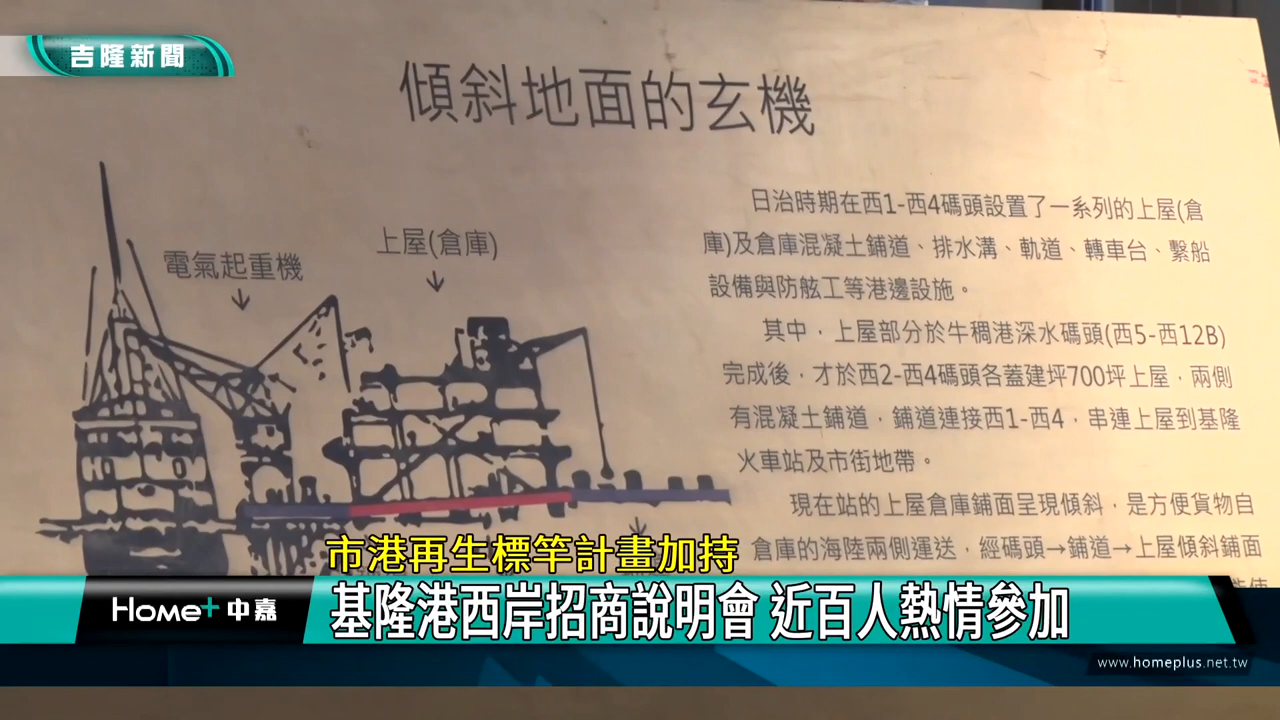 吉隆新聞
傾斜地面的玄機
電氣起重機
上屋(倉庫)
日治時期在西1-西4碼頭設置了一系列的上屋(倉
庫)及倉庫混凝土鋪道、排水溝、軌道、轉車台、繫船
設備與防舷工等港邊設施。
其中，上屋部分於牛稠港深水碼頭(西5-西12B)
完成後，才於西2-西4碼頭各蓋建坪700坪上屋，兩側
有混凝土鋪道，鋪道連接西1-西4，串連上屋到基隆
火車站及市街地帶。
現在站的上屋倉庫鋪面呈現傾斜，是方便貨物自
倉庫的海陸兩側運送，經碼頭→鋪道→上屋傾斜鋪面
市港再生標竿計畫加持
Home+中嘉
基隆港西岸招商說明會 近百人熱情參加
www.homeplus.net.tw